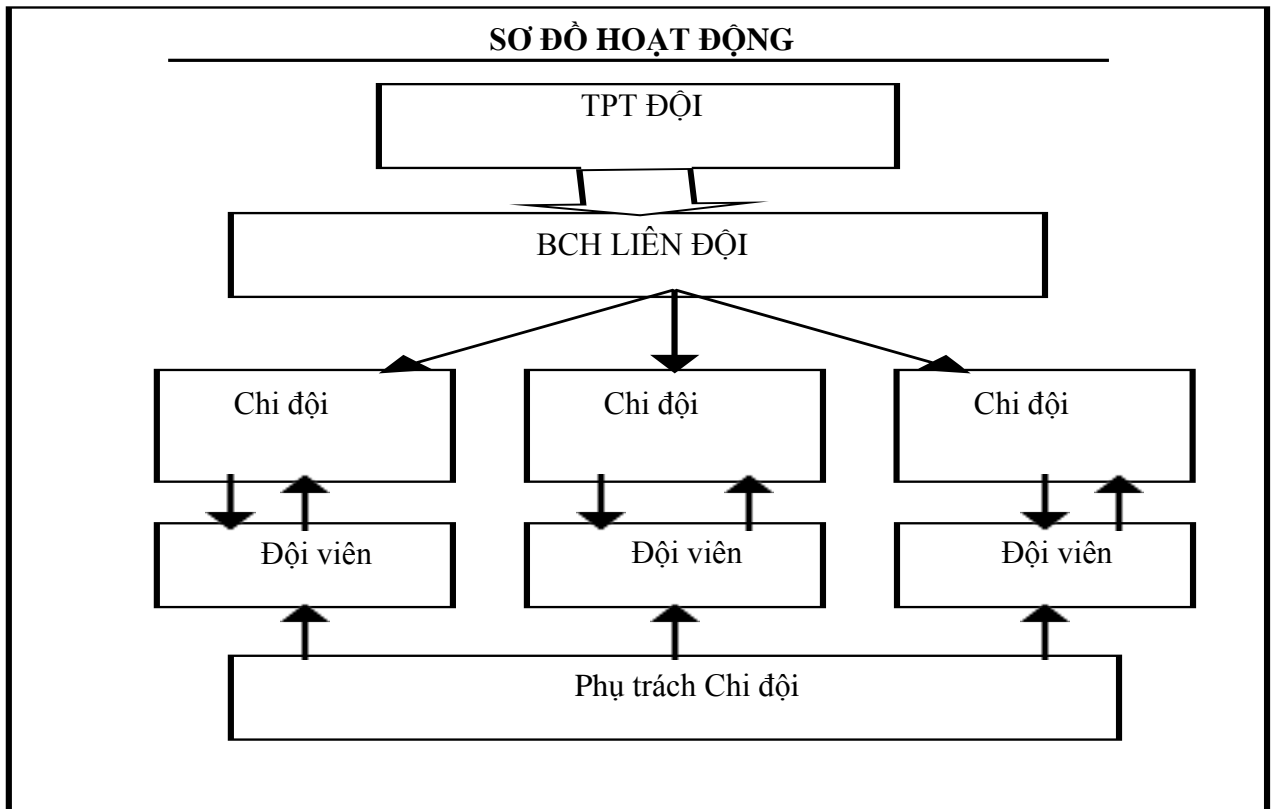 SƠ ĐỒ HOẠT ĐỘNG
TPT ĐỘI
BCH LIÊN ĐỘI
Chi đội
Chi đội
Chi đội
Đội viên
Đội viên
Đội viên
Phụ trách Chi đội